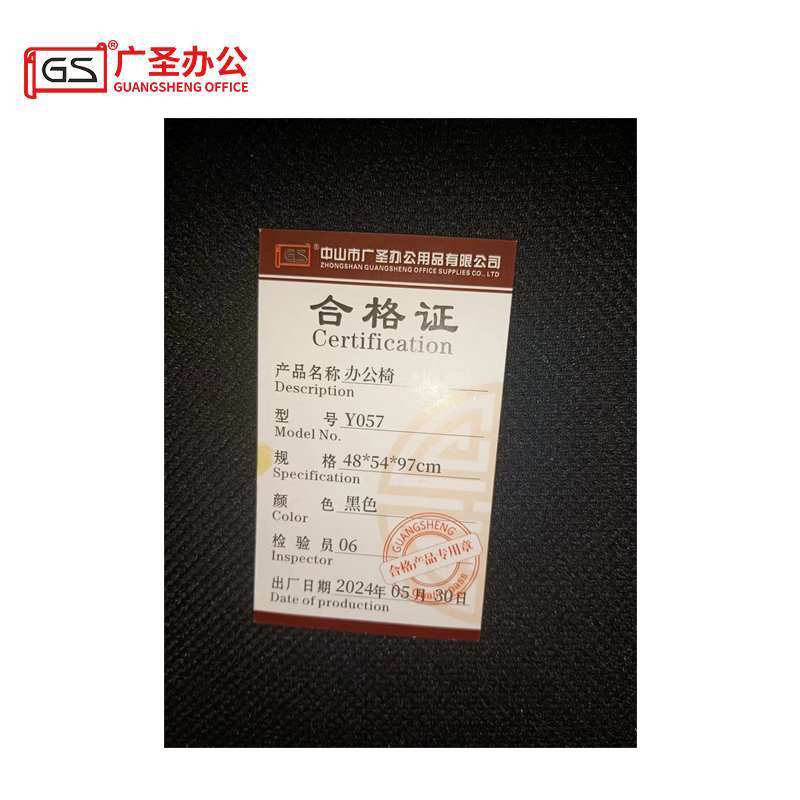 GS® 广圣办公
GUANGSHENG OFFICE
GS® 中山市广圣办公用品有限公司
ZHONGSHAN GUANGSHENG OFFICE SUPPLIES CO., LTD
合格证
Certification
产品名称 办公椅
Description
型 号 Y057
Model No.
规 格 48*54*97cm
Specification
颜 色 黑色
Color
检 验 员 06
Inspector
出厂日期 2024年 05月 30日
Date of production
GUANGSHENG
合格产品专用章
Quality pass